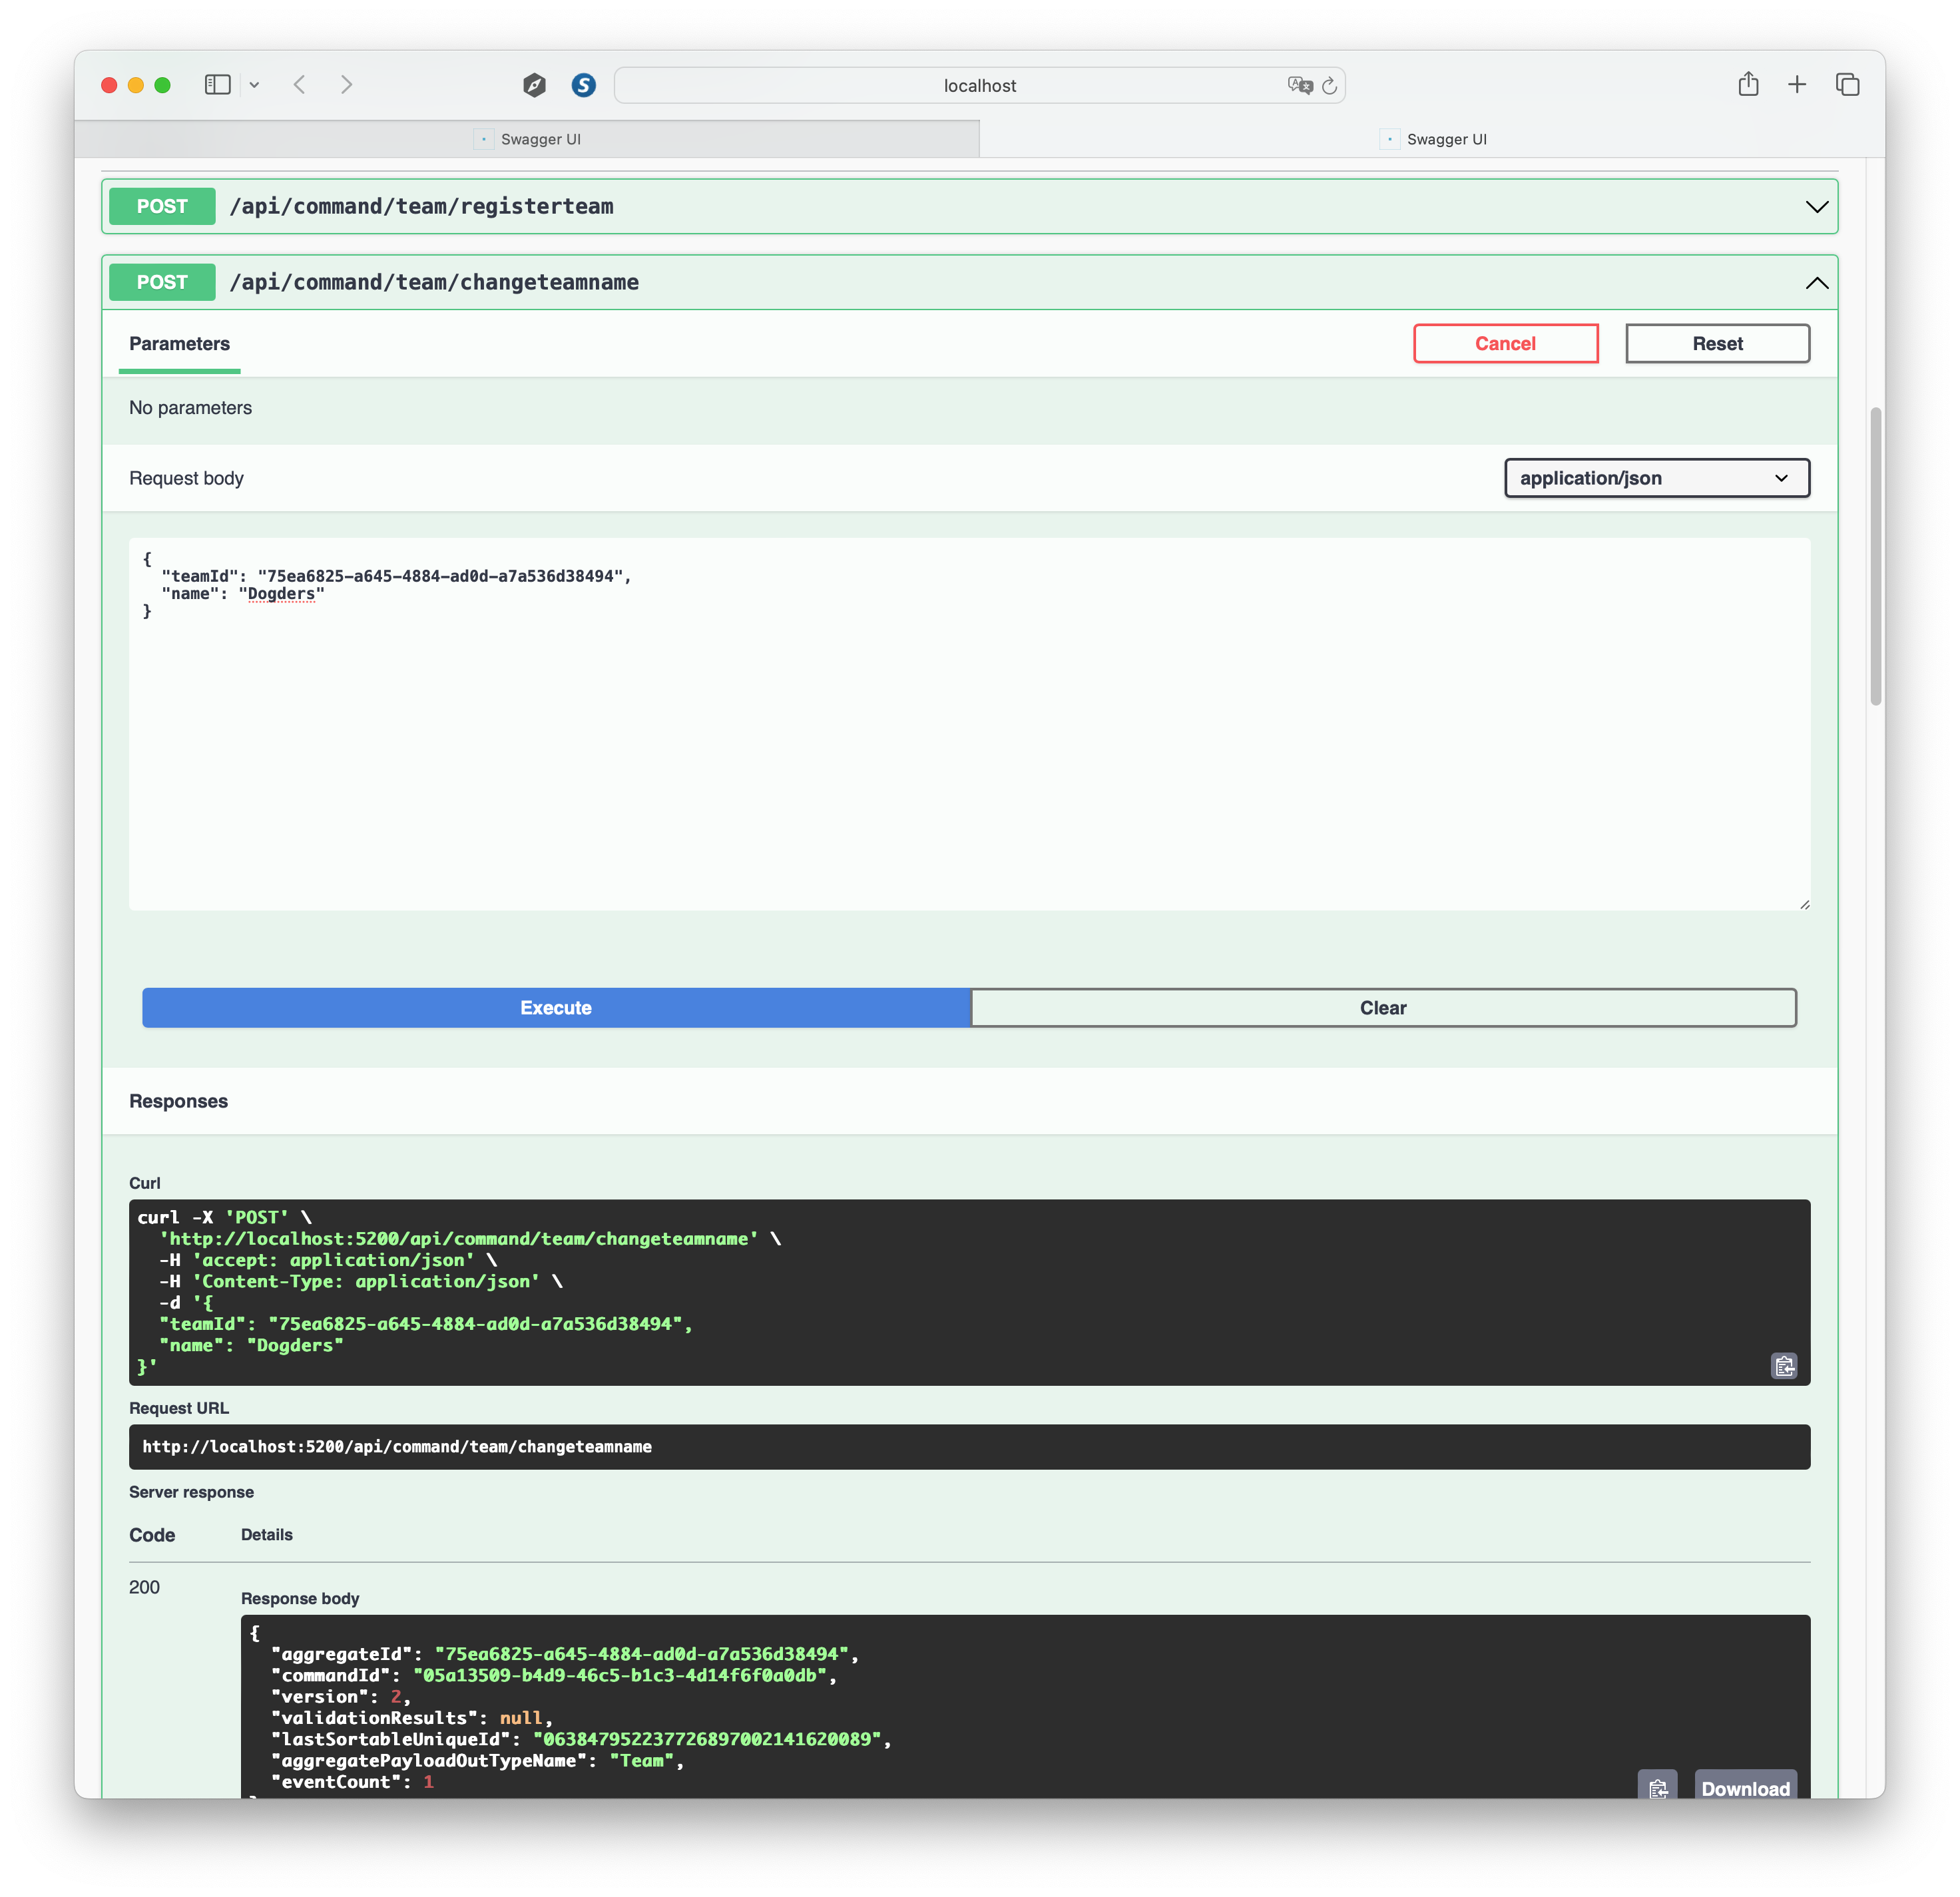 localhost
Swagger UI
Swagger UI
POST /api/command/team/registerteam
POST /api/command/team/changeteamname
Parameters
Cancel
Reset
No parameters
Request body
application/json
{
  "teamId": "75ea6825-a645-4884-ad0d-a7a536d38494",
  "name": "Dogders"
}
Execute
Clear
Responses
Curl
curl -X 'POST' \
  'http://localhost:5200/api/command/team/changeteamname' \
  -H 'accept: application/json' \
  -H 'Content-Type: application/json' \
  -d '{
  "teamId": "75ea6825-a645-4884-ad0d-a7a536d38494",
  "name": "Dogders"
}'
Request URL
http://localhost:5200/api/command/team/changeteamname
Server response
Code
Details
200
Response body
{
  "aggregateId": "75ea6825-a645-4884-ad0d-a7a536d38494",
  "commandId": "05a13509-b4d9-46c5-b1c3-4d14f6f0a0db",
  "version": 2,
  "validationResults": null,
  "lastSortableUniqueId": "063847952237726897002141620089",
  "aggregatePayloadOutTypeName": "Team",
  "eventCount": 1
Download